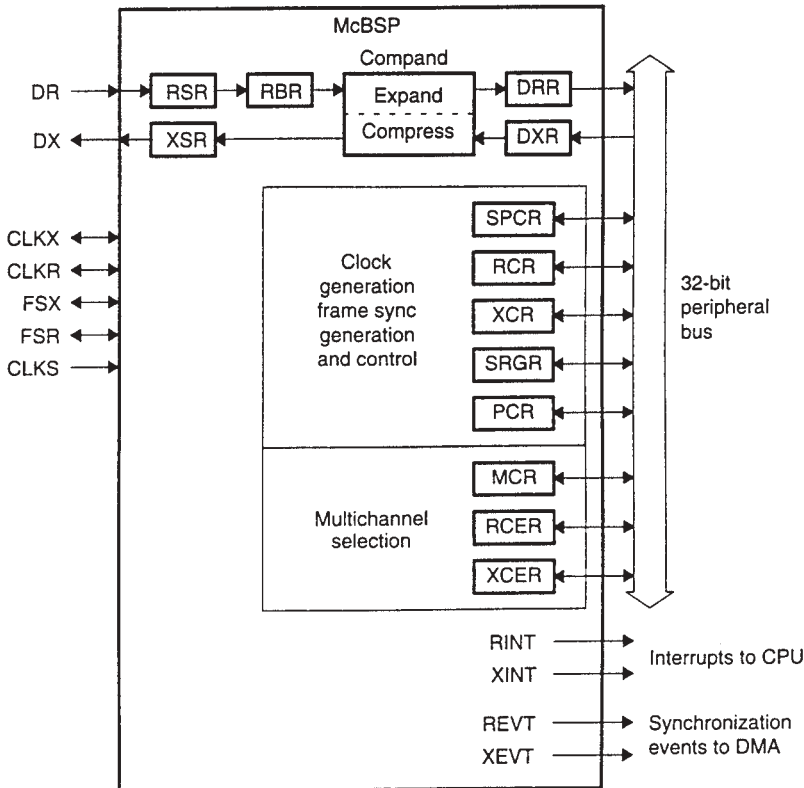 McBSP
Compand
DR
RSR
RBR
Expand
DRR
DX
XSR
Compress
DXR
CLKX
CLKR
FSX
FSR
CLKS
Clock
generation
frame sync
generation
and control
SPCR
RCR
XCR
SRGR
PCR
32-bit
peripheral
bus
Multichannel
selection
MCR
RCER
XCER
RINT
XINT
Interrupts to CPU
REVT
XEVT
Synchronization
events to DMA